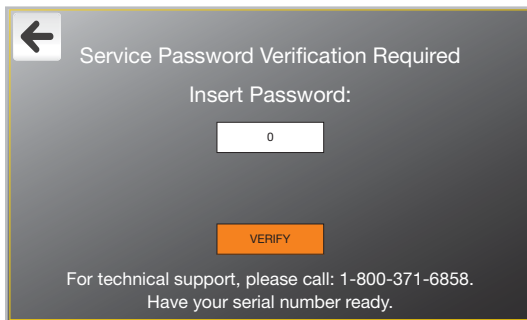 Service Password Verification Required
Insert Password:
0
VERIFY
For technical support, please call: 1-800-371-6858.
Have your serial number ready.